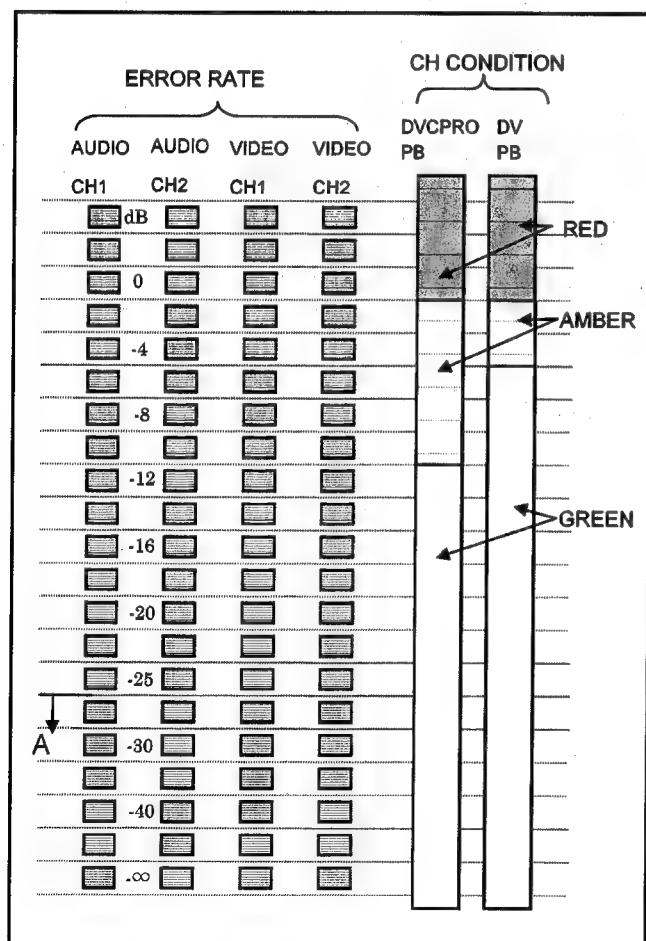 CH CONDITION
ERROR RATE
DVCPRO DV
PB PB
AUDIO AUDIO VIDEO VIDEO
CH1 CH2 CH1 CH2
dB
RED
0
AMBER
-4
-8
-12
GREEN
-16
-20
-25
A
-30
-40
-∞